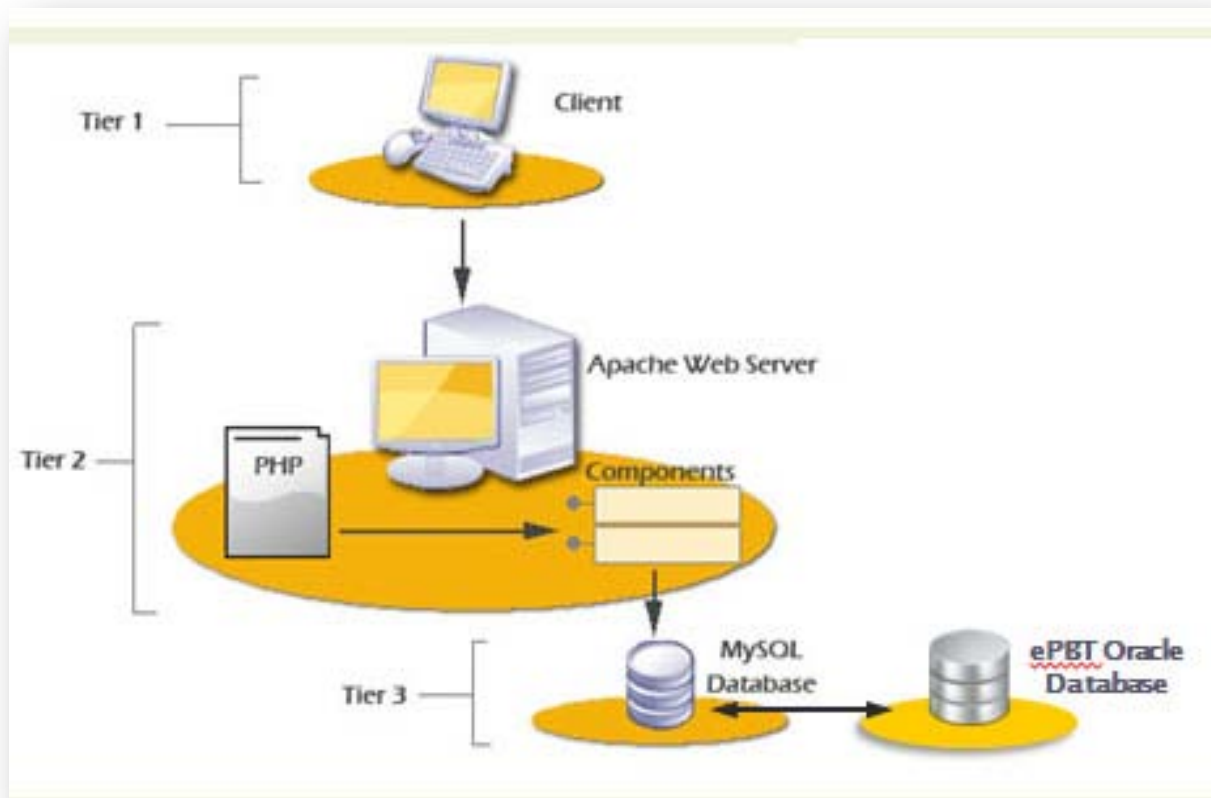 Tier 1
Client
Apache Web Server
Tier 2
PHP
Components
Tier 3
MySQL
Database
ePBT Oracle
Database